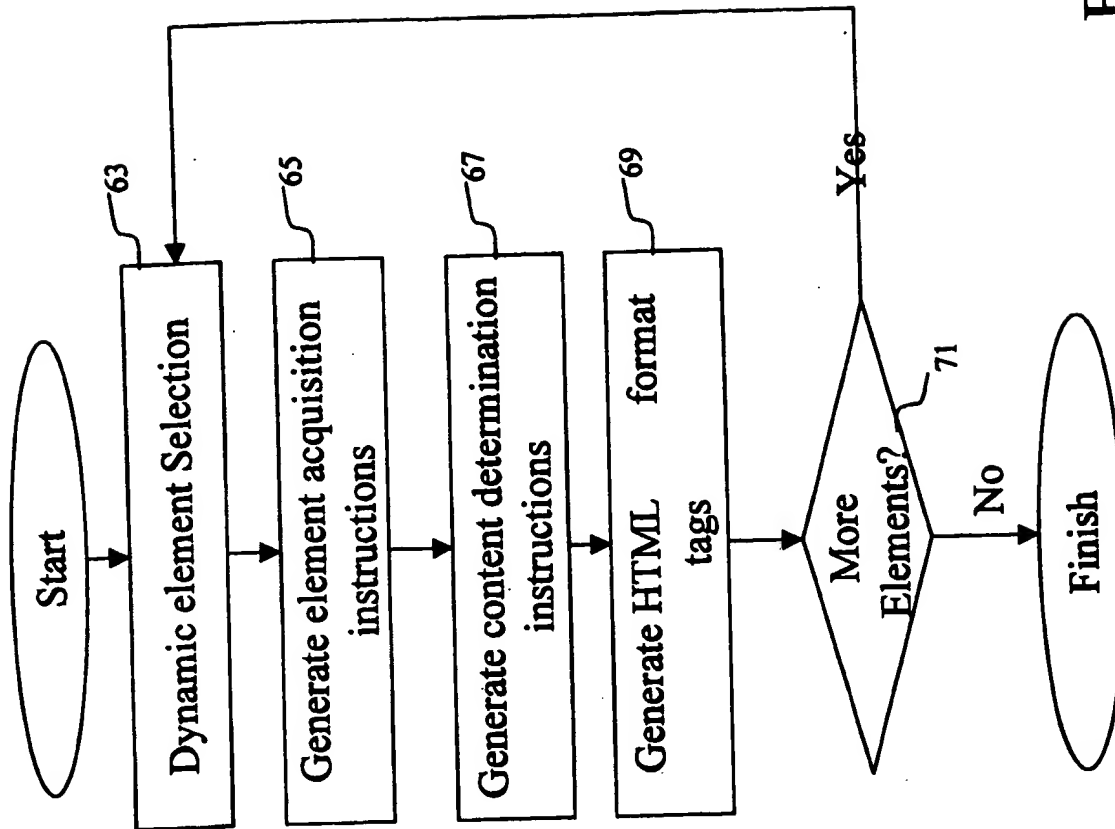 Start
63
Dynamic element Selection
65
Generate element acquisition
instructions
67
Generate content determination
instructions
69
Generate HTML format
tags
More
Elements?
71
Yes
No
Finish